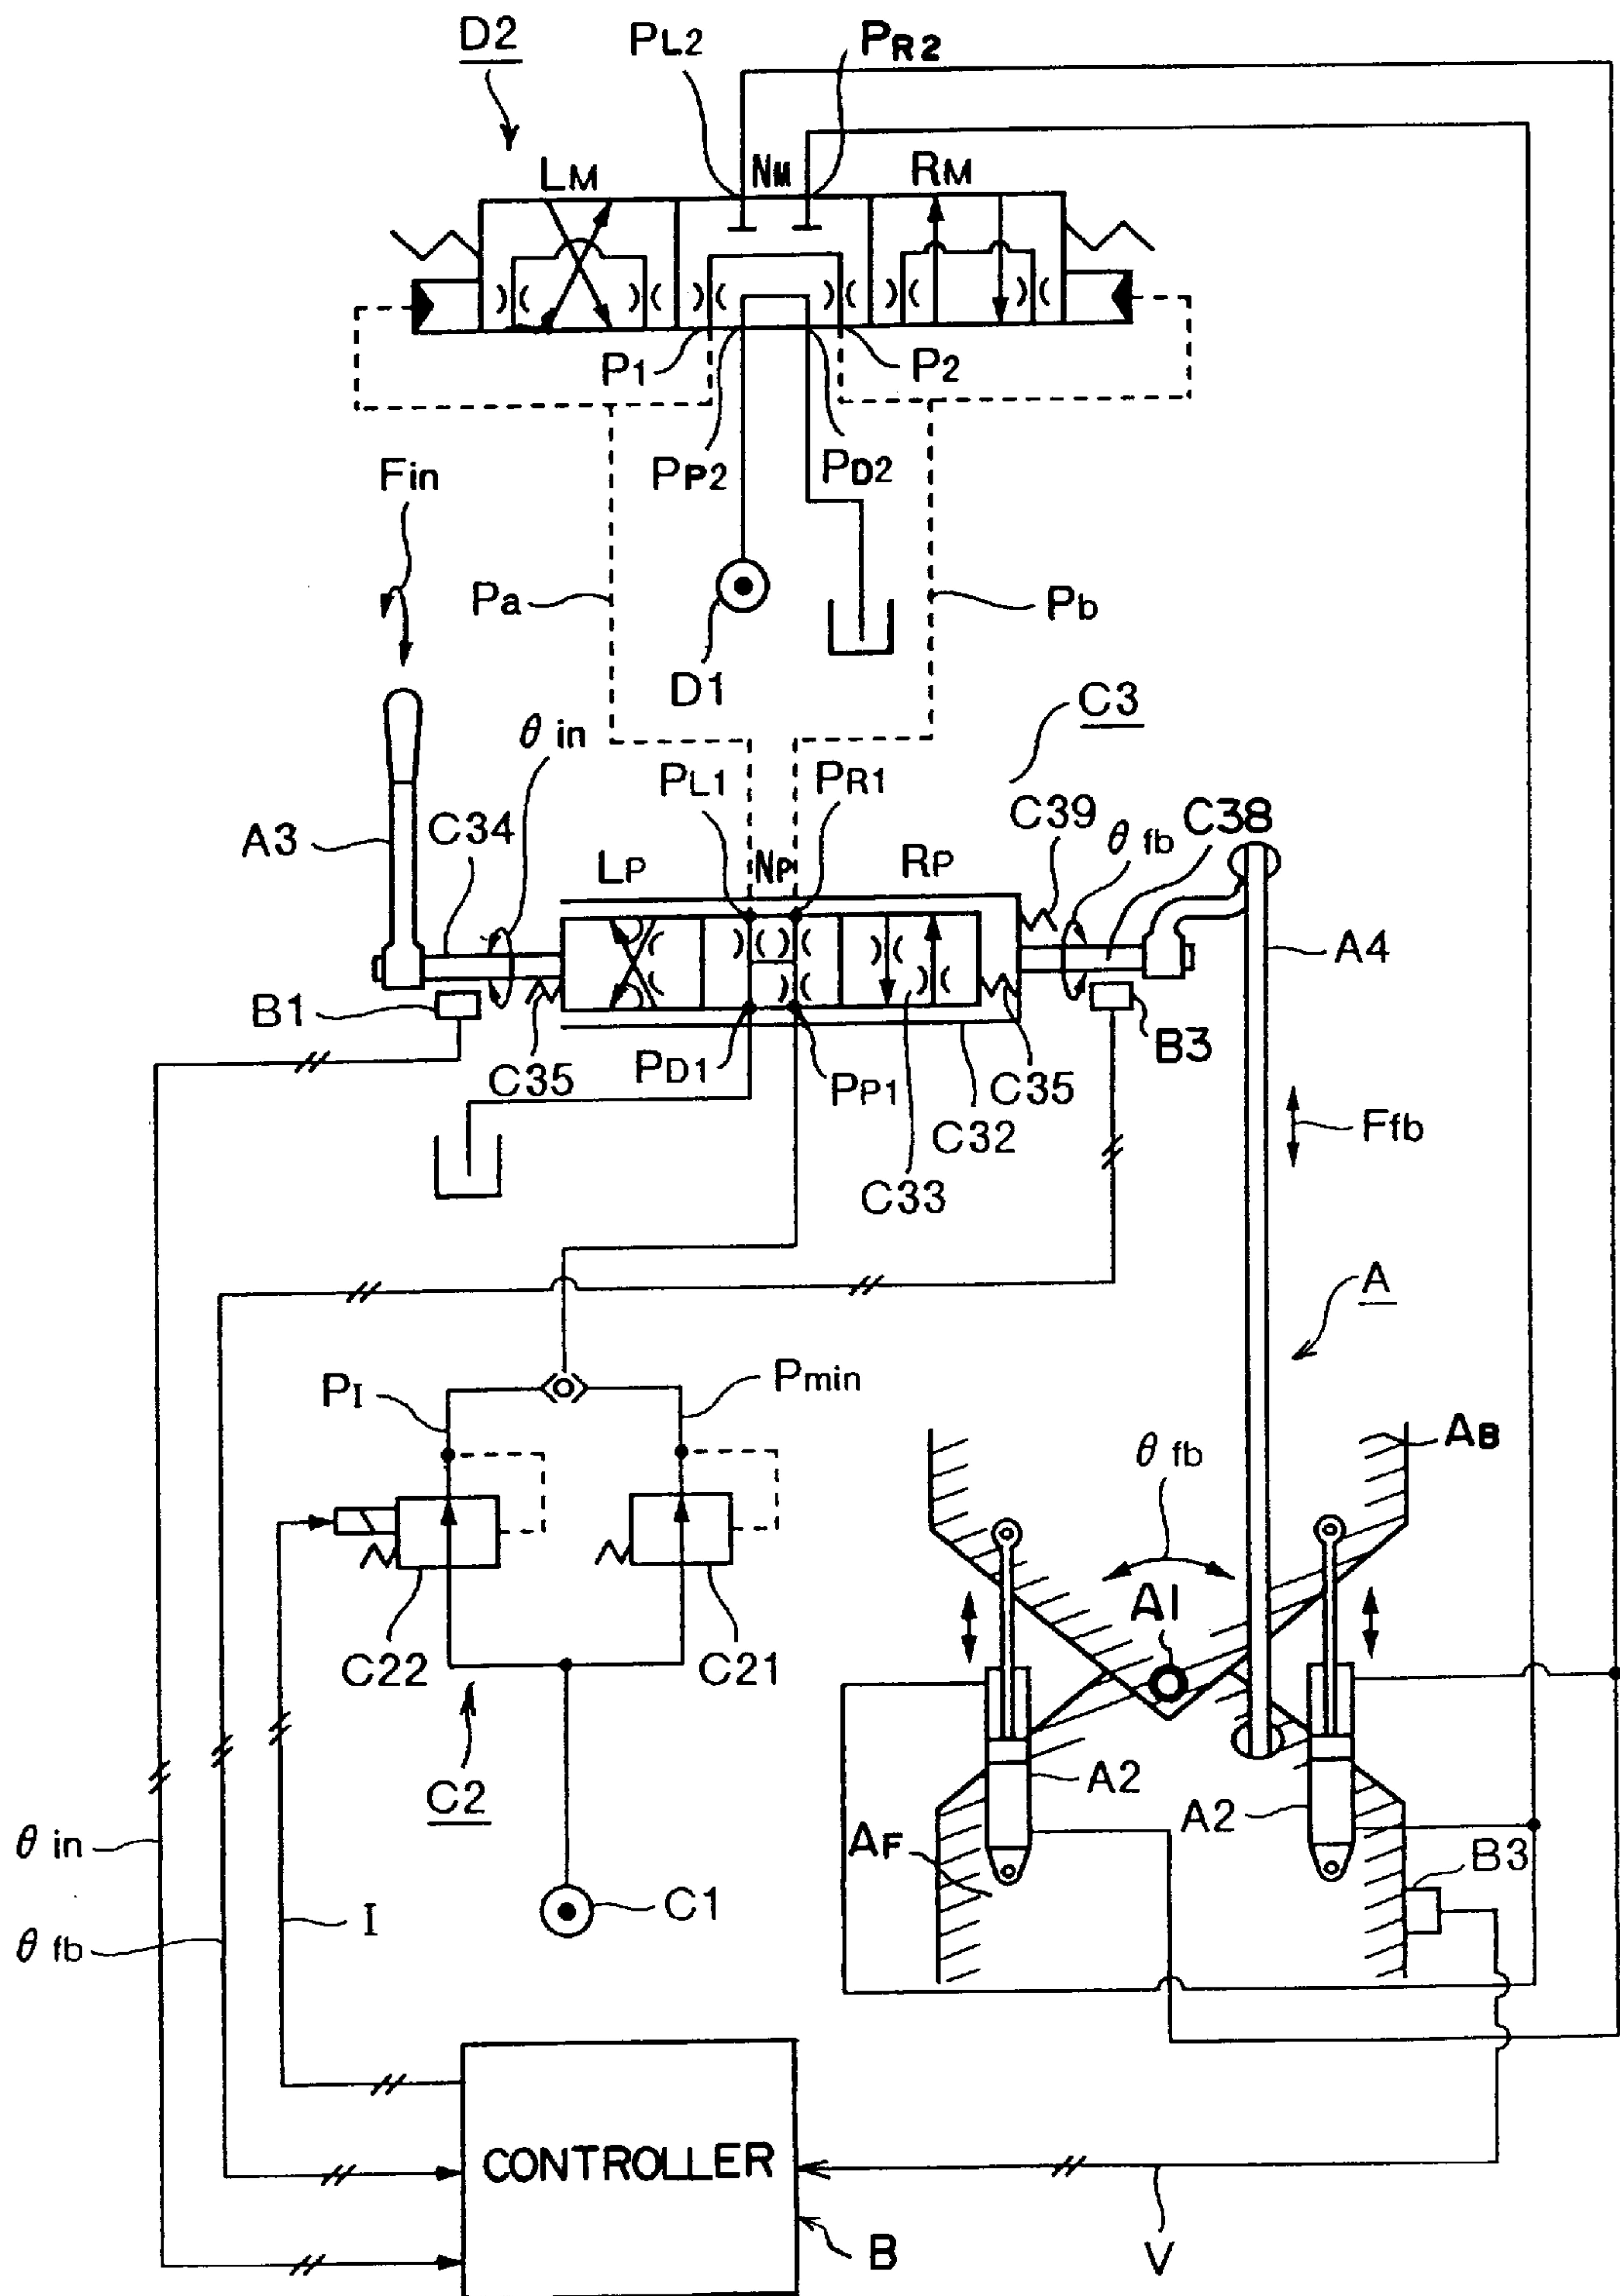 D2
PL2
PR2
LM
NM
RM
P1
P2
PP2
PD2
Fin
Pa
Pb
D1
C3
θ in
PL1
PR1
C39
C38
θ fb
A3
C34
LP
NP
RP
A4
B1
C35
PD1
PP1
C35
B3
C32
C33
Ffb
A
PI
Pmin
AB
θ fb
A1
C22
C21
C2
A2
A2
θ in
AF
B3
C1
I
θ fb
CONTROLLER
B
V